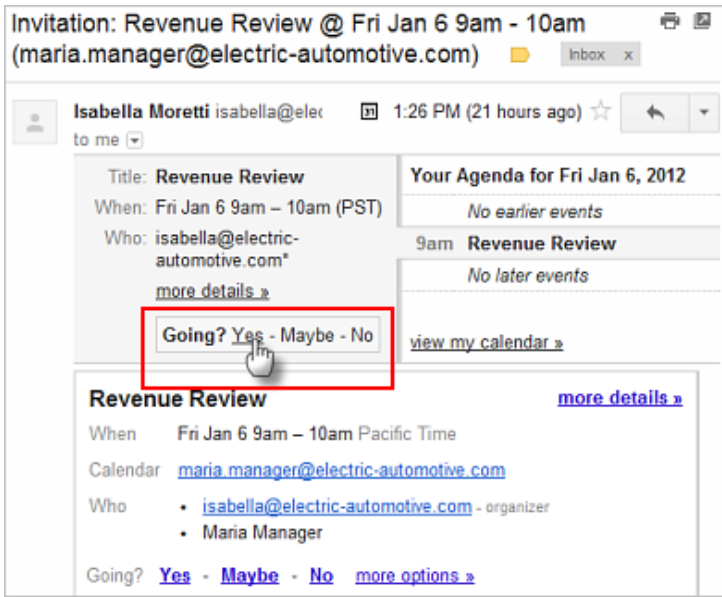 Invitation: Revenue Review @ Fri Jan 6 9am - 10am
(maria.manager@electric-automotive.com)
Inbox x
Isabella Moretti isabella@elec
31
1:26 PM (21 hours ago)
to me
Title: Revenue Review
When: Fri Jan 6 9am – 10am (PST)
Who: isabella@electric-
automotive.com*
more details »
Going? Yes - Maybe - No
Your Agenda for Fri Jan 6, 2012
No earlier events
9am Revenue Review
No later events
view my calendar »
Revenue Review
more details »
When Fri Jan 6 9am – 10am Pacific Time
Calendar maria.manager@electric-automotive.com
Who • isabella@electric-automotive.com - organizer
• Maria Manager
Going? Yes - Maybe - No more options »